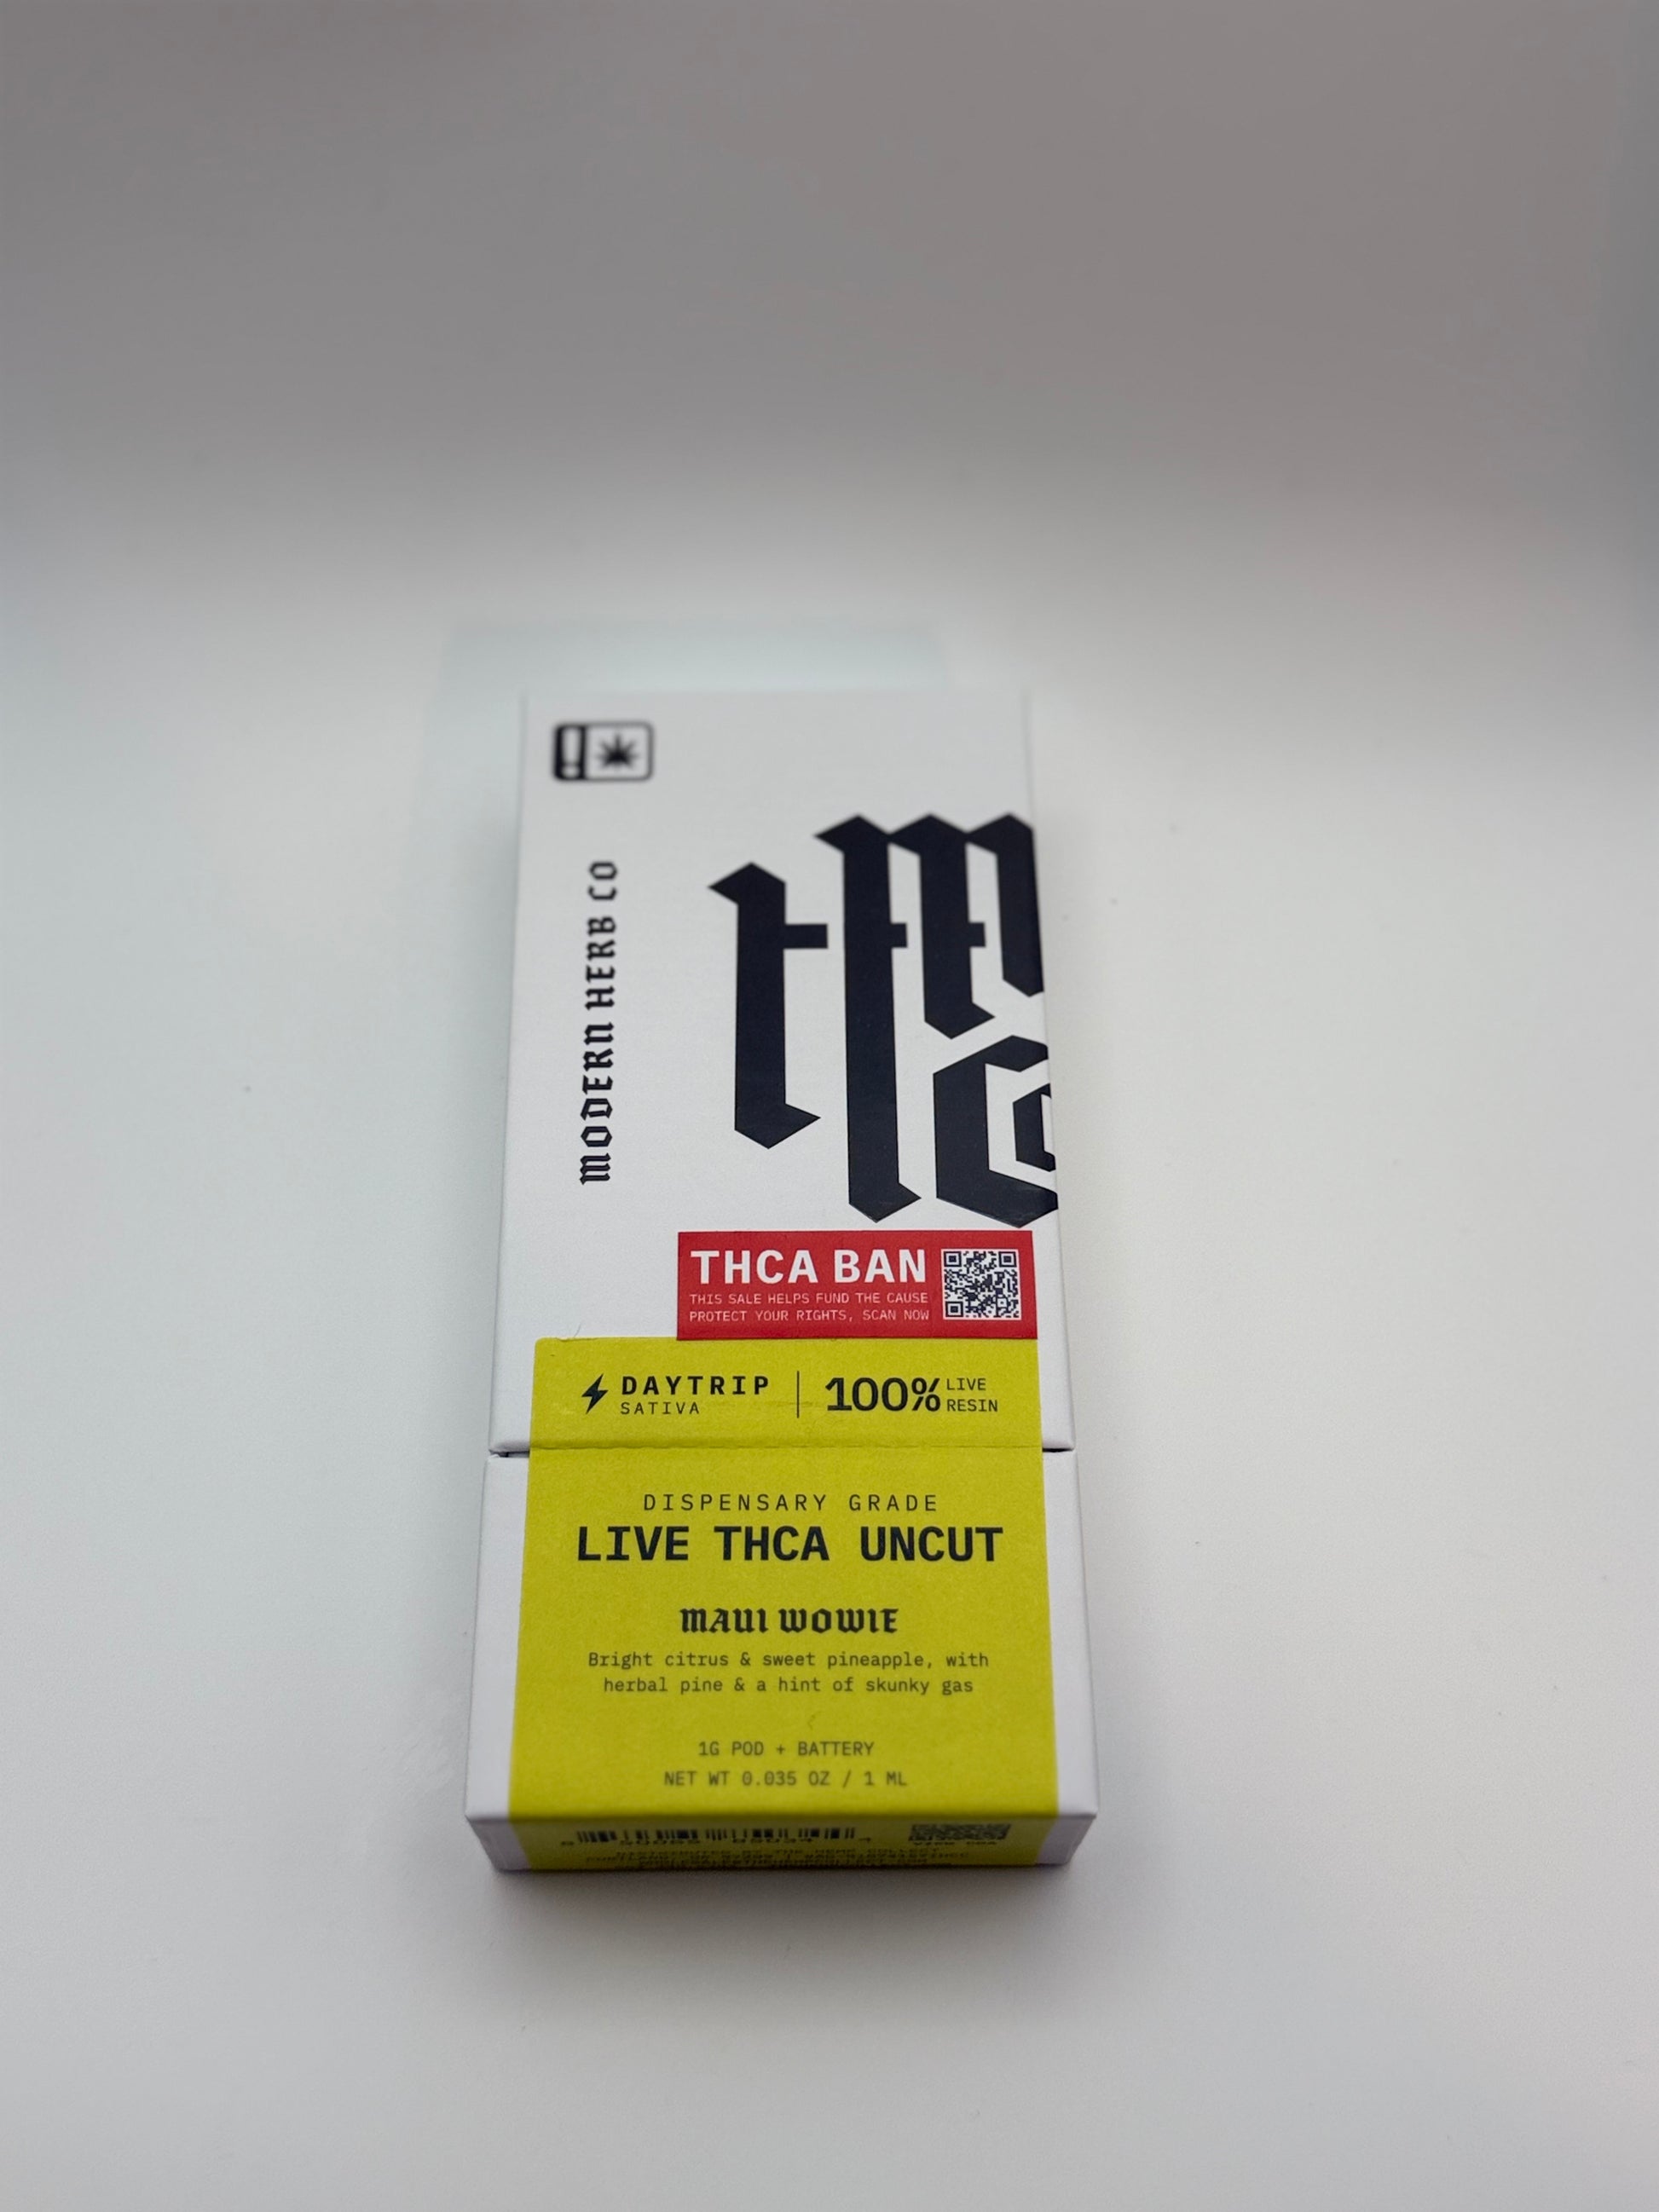 MODERN HERB CO
THCA BAN
THIS SALE HELPS FUND THE CAUSE
PROTECT YOUR RIGHTS, SCAN NOW
DAYTRIP
SATIVA
100% LIVE
RESIN
DISPENSARY GRADE
LIVE THCA UNCUT
MAUI WOWIE
Bright citrus & sweet pineapple, with
herbal pine & a hint of skunky gas
1G POD + BATTERY
NET WT 0.035 OZ / 1 ML